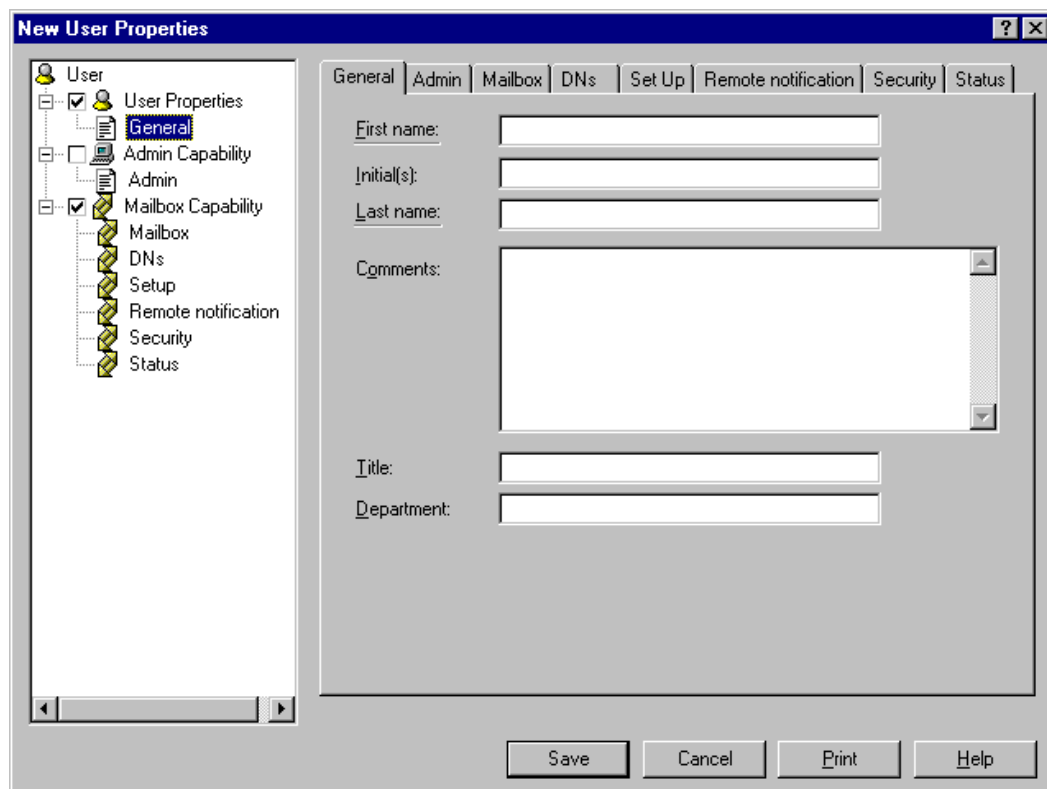 New User Properties
User
User Properties
General
Admin Capability
Admin
Mailbox Capability
Mailbox
DNs
Setup
Remote notification
Security
Status
General Admin Mailbox DNs Set Up Remote notification Security Status
First name:
Initial(s):
Last name:
Comments:
Title:
Department:
Save Cancel Print Help